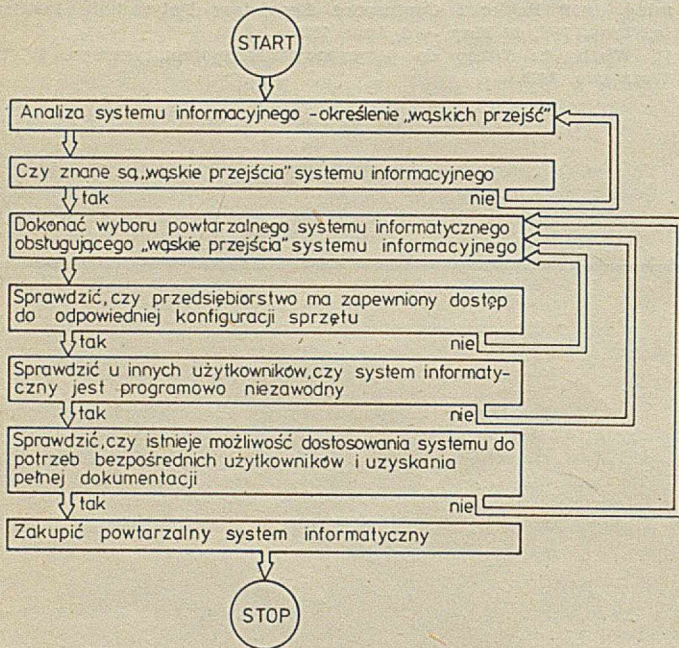 START
Analiza systemu informacyjnego - określenie „wąskich przejść"
Czy znane są „wąskie przejścia" systemu informacyjnego
tak
nie
Dokonać wyboru powtarzalnego systemu informatycznego
obsługującego „wąskie przejścia" systemu informacyjnego
Sprawdzić, czy przedsiębiorstwo ma zapewniony dostęp
do odpowiedniej konfiguracji sprzętu
tak
nie
Sprawdzić u innych użytkowników, czy system informaty-
czny jest programowo niezawodny
tak
nie
Sprawdzić, czy istnieje możliwość dostosowania systemu do
potrzeb bezpośrednich użytkowników i uzyskania
pełnej dokumentacji
tak
nie
Zakupić powtarzalny system informatyczny
STOP